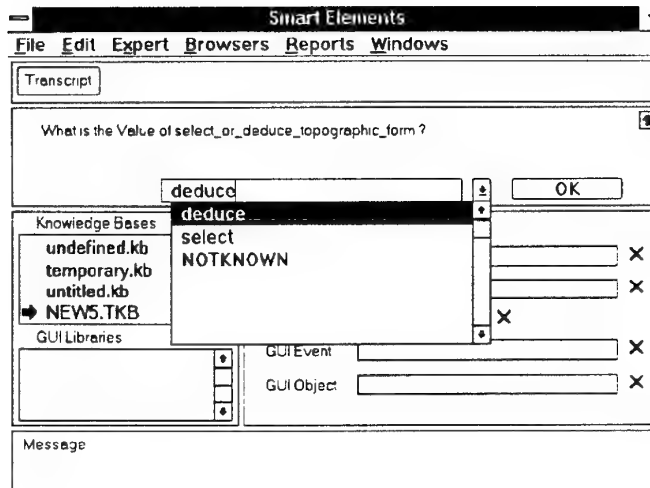 Smart Elements
File Edit Expert Browsers Reports Windows
Transcript
What is the Value of select_or_deduce_topographic_form ?
deduce
OK
deduce
select
NOTKNOWN
Knowledge Bases
undefined.kb
temporary.kb
untitled.kb
NEW5.TKB
GUI Libraries
GUI Event
GUI Object
Message